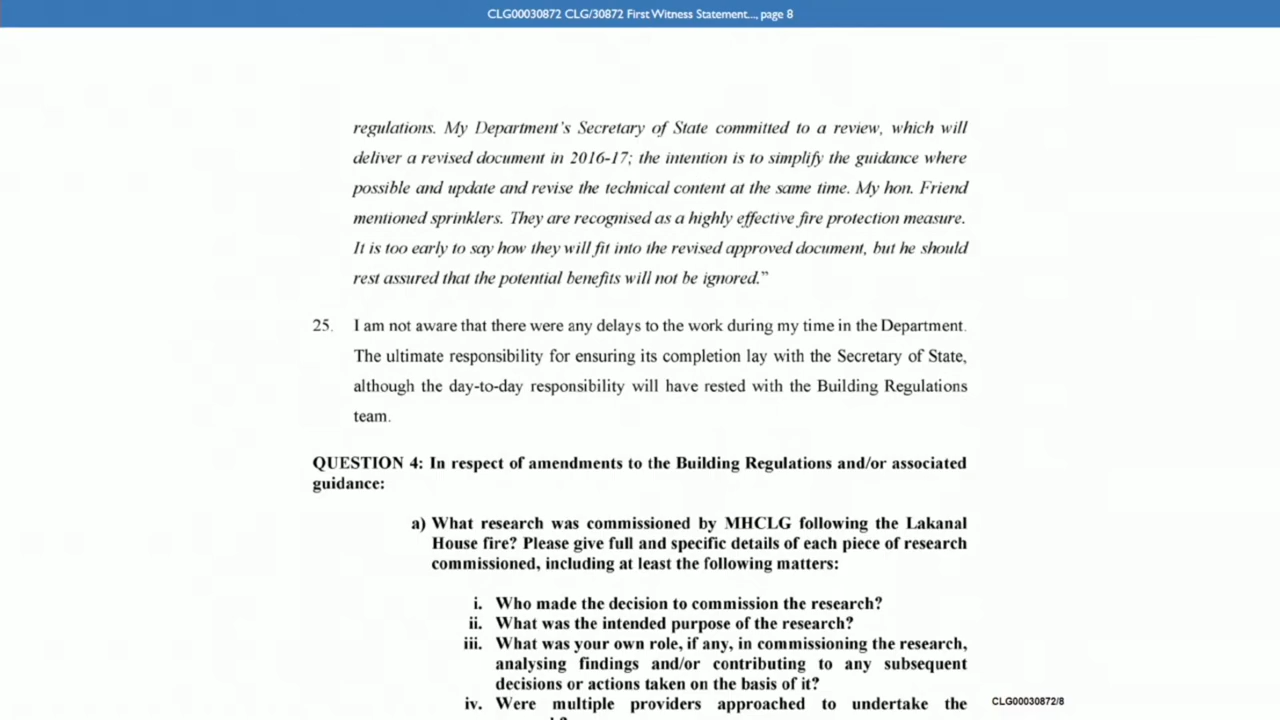 CLG00030872 CLG/30872 First Witness Statement..., page 8
regulations. My Department's Secretary of State committed to a review, which will
deliver a revised document in 2016-17; the intention is to simplify the guidance where
possible and update and revise the technical content at the same time. My hon. Friend
mentioned sprinklers. They are recognised as a highly effective fire protection measure.
It is too early to say how they will fit into the revised approved document, but he should
rest assured that the potential benefits will not be ignored.”
25. I am not aware that there were any delays to the work during my time in the Department.
The ultimate responsibility for ensuring its completion lay with the Secretary of State,
although the day-to-day responsibility will have rested with the Building Regulations
team.
QUESTION 4: In respect of amendments to the Building Regulations and/or associated
guidance:
a) What research was commissioned by MHCLG following the Lakanal
House fire? Please give full and specific details of each piece of research
commissioned, including at least the following matters:
i. Who made the decision to commission the research?
ii. What was the intended purpose of the research?
iii. What was your own role, if any, in commissioning the research,
analysing findings and/or contributing to any subsequent
decisions or actions taken on the basis of it?
iv. Were multiple providers approached to undertake the
CLG00030872/8